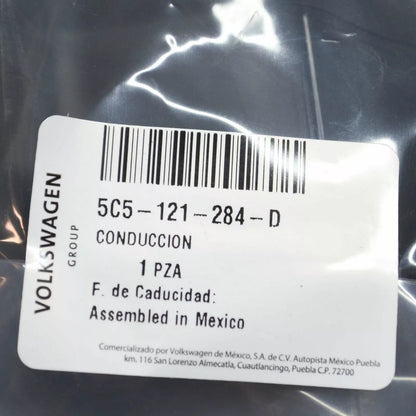 VOLKSWAGEN
GROUP
5C5-121-284-D
CONDUCCION
1 PZA
F. de Caducidad:
Assembled in Mexico
Comercializado por Volkswagen de México, S.A. de C.V. Autopista México Puebla
km. 116 San Lorenzo Almecatla, Cuautlancingo, Puebla C.P. 72700